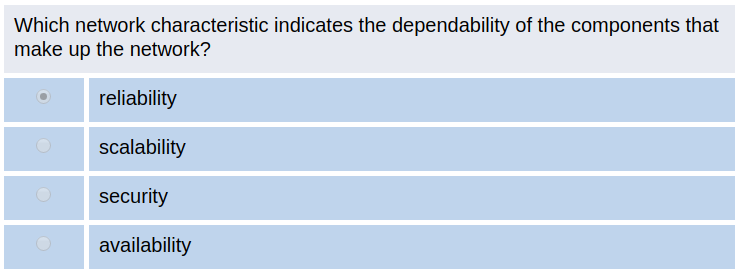 Which network characteristic indicates the dependability of the components that
make up the network?
reliability
scalability
security
availability